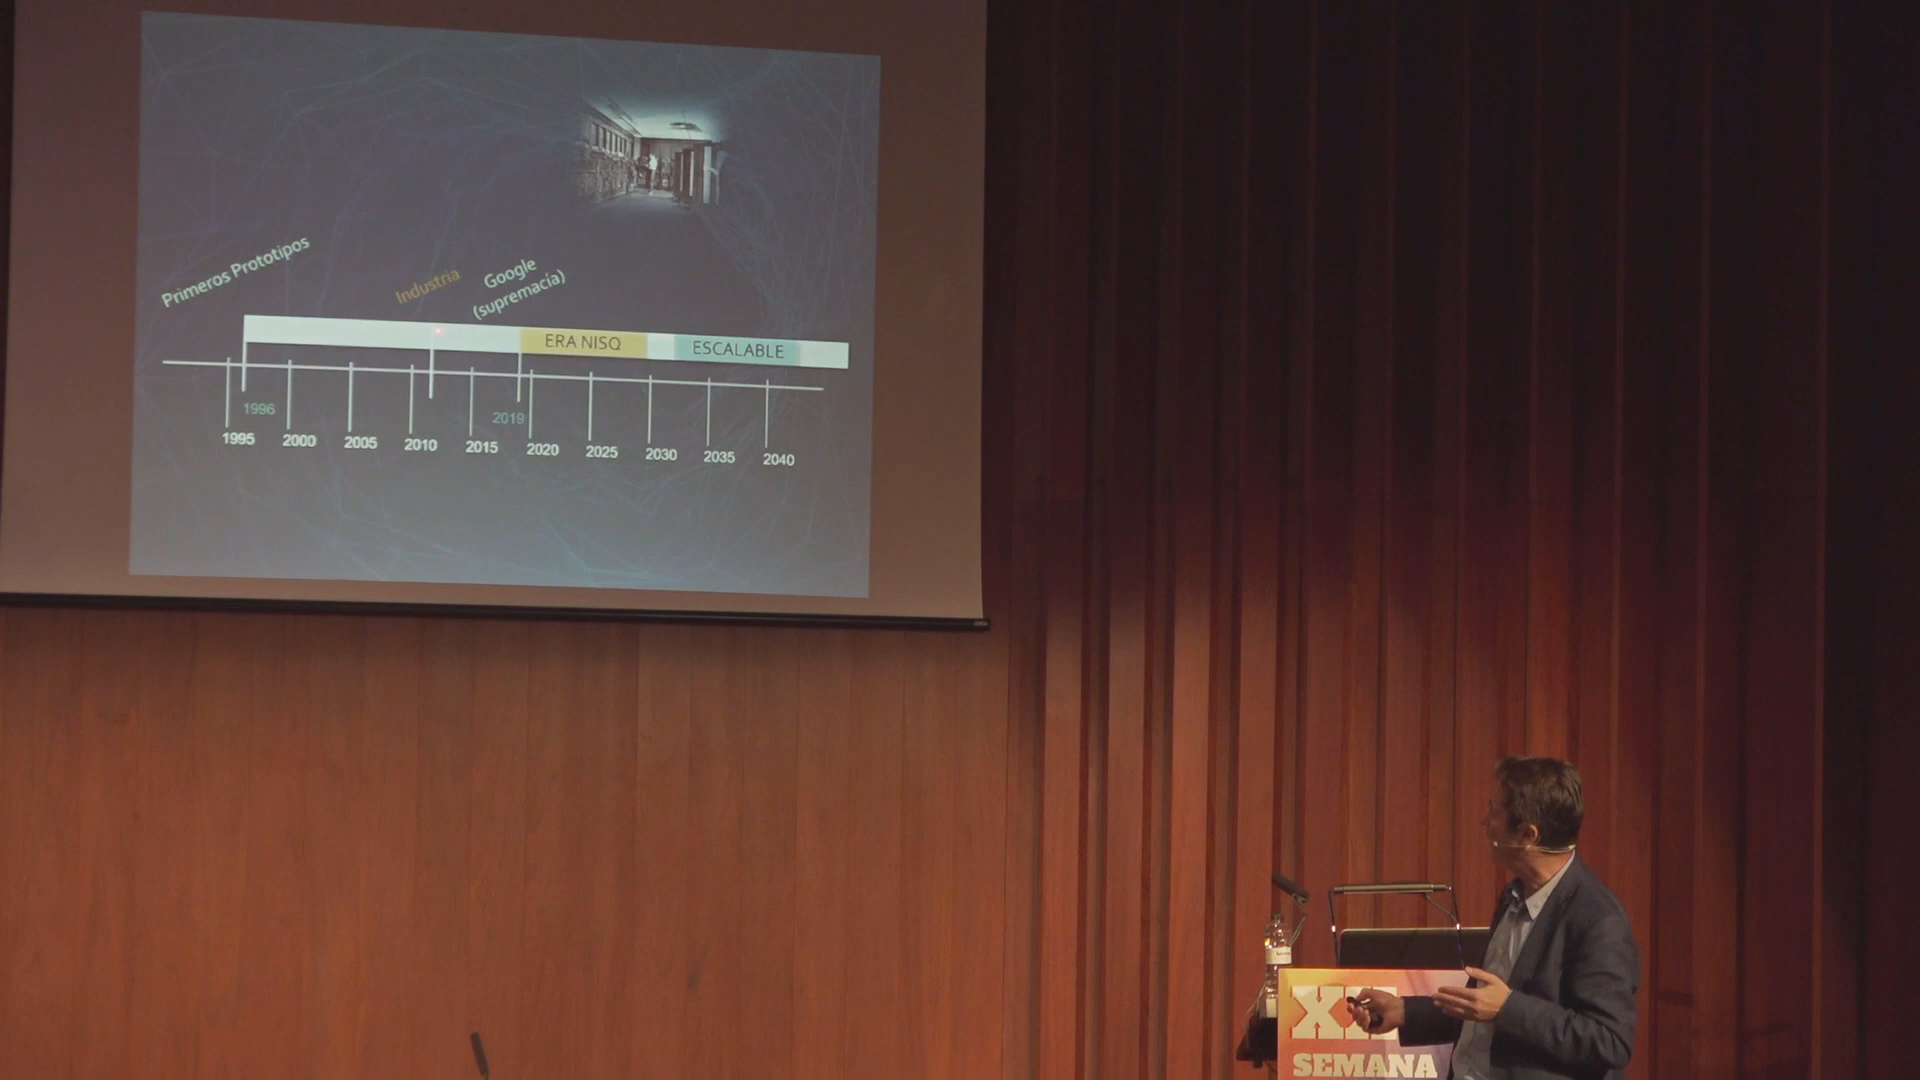 Primeros Prototipos
Industria
Google
(supremacía)
ERA NISQ
ESCALABLE
1996
2019
1995
2000
2005
2010
2015
2020
2025
2030
2035
2040
SEMANA